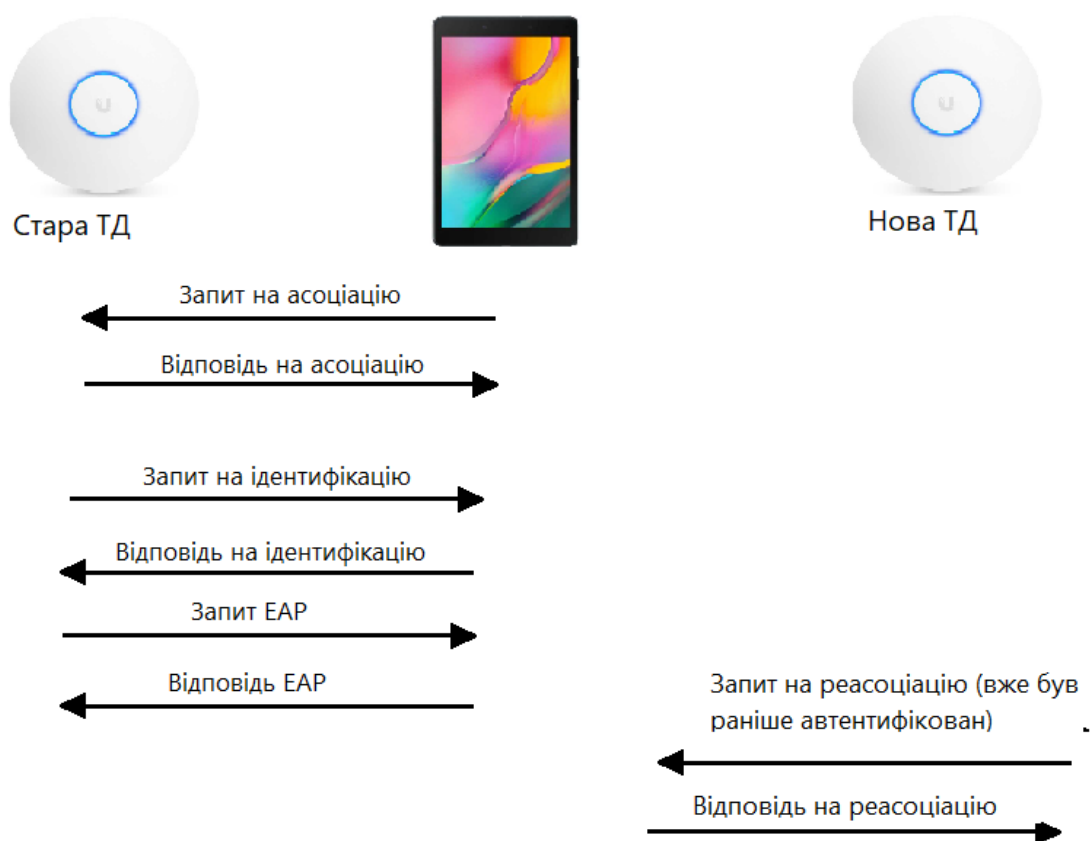 Стара ТД
Нова ТД
Запит на асоціацію
Відповідь на асоціацію
Запит на ідентифікацію
Відповідь на ідентифікацію
Запит EAP
Відповідь EAP
Запит на реасоціацію (вже був
раніше автентифікован)
Відповідь на реасоціацію